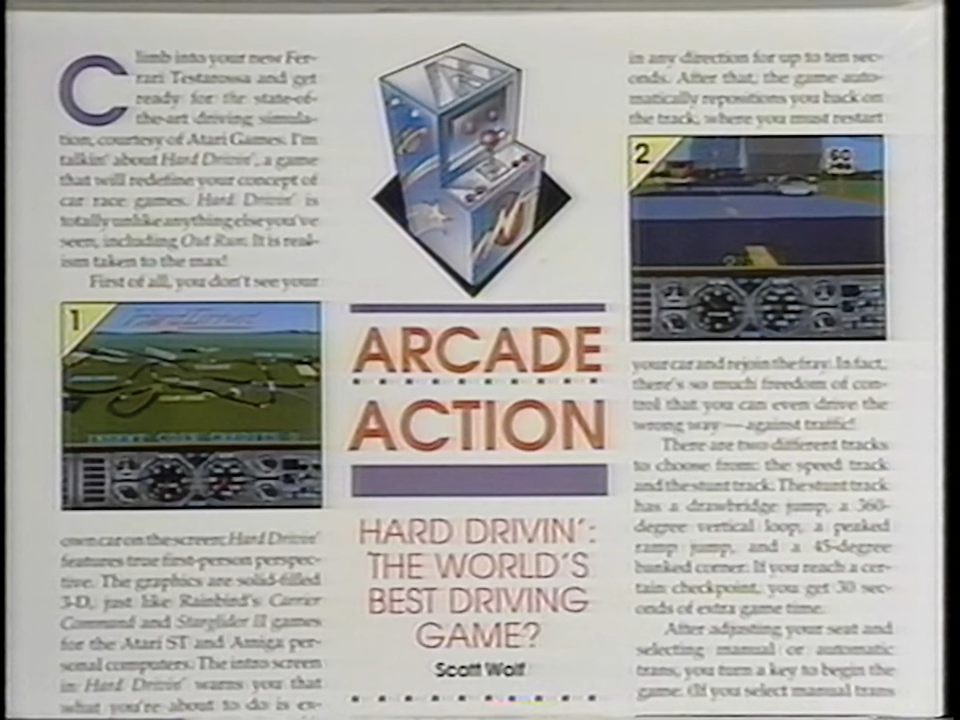 Climb into your new Fer-
rari Testarossa and get
ready for the state-of-
the-art driving simula-
tion, courtesy of Atari Games. I'm
talkin' about Hard Drivin', a game
that will redefine your concept of
car race games. Hard Drivin' is
totally unlike anything else you've
seen, including Out Run. It is real-
ism taken to the max!
First of all, you don't see your
1
own car on the screen; Hard Drivin'
features true first-person perspec-
tive. The graphics are solid-filled
3-D, just like Rainbird's Carrier
Command and Starglider II games
for the Atari ST and Amiga per-
sonal computers. The intro screen
in Hard Drivin' warns you that
what you're about to do is ex-
ARCADE
ACTION
HARD DRIVIN':
THE WORLD'S
BEST DRIVING
GAME?
Scott Wolf
in any direction for up to ten sec-
onds. After that, the game auto-
matically repositions you back on
the track, where you must restart
2
your car and rejoin the fray. In fact,
there's so much freedom of con-
trol that you can even drive the
wrong way — against traffic!
There are two different tracks
to choose from: the speed track
and the stunt track. The stunt track
has a drawbridge jump, a 360-
degree vertical loop, a peaked
ramp jump, and a 45-degree
banked corner. If you reach a cer-
tain checkpoint, you get 30 sec-
onds of extra game time.
After adjusting your seat and
selecting manual or automatic
trans, you turn a key to begin the
game. (If you select manual trans